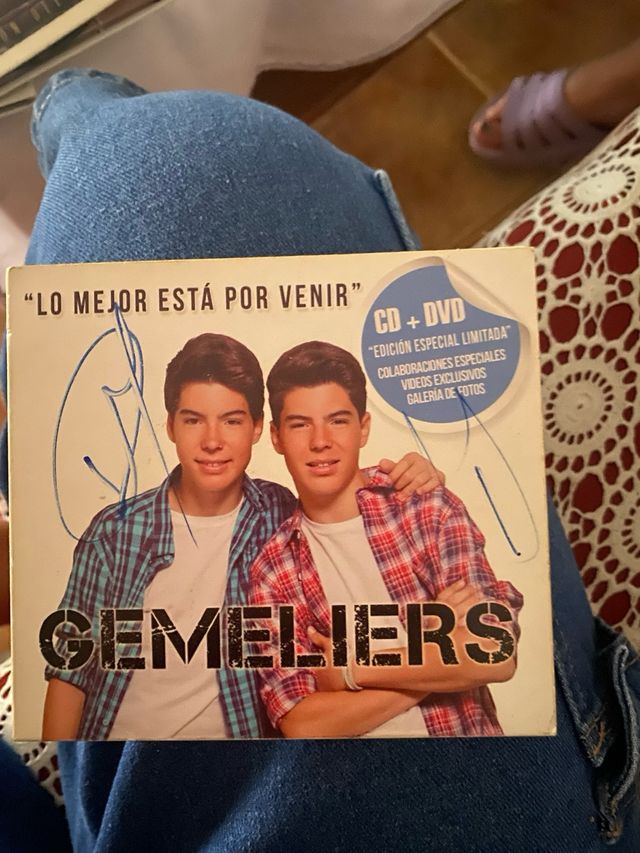 "LO MEJOR ESTÁ POR VENIR"
CD + DVD
"EDICIÓN ESPECIAL LIMITADA"
COLABORACIONES ESPECIALES
VIDEOS EXCLUSIVOS
GALERÍA DE FOTOS
GEMELIERS